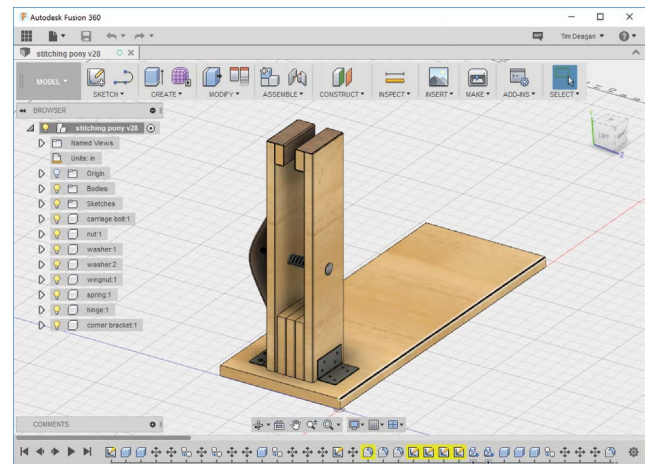 Autodesk Fusion 360
Tim Deagan
stitching pony v28
MODEL
SKETCH
CREATE
MODIFY
ASSEMBLE
CONSTRUCT
INSPECT
INSERT
MAKE
ADD-INS
SELECT
BROWSER
stitching pony v28
Named Views
Units: in
Origin
Bodies
Sketches
carriage bolt:1
nut:1
washer:1
washer:2
wingnut:1
spring:1
hinge:1
corner bracket:1
LEFT
Z
COMMENTS